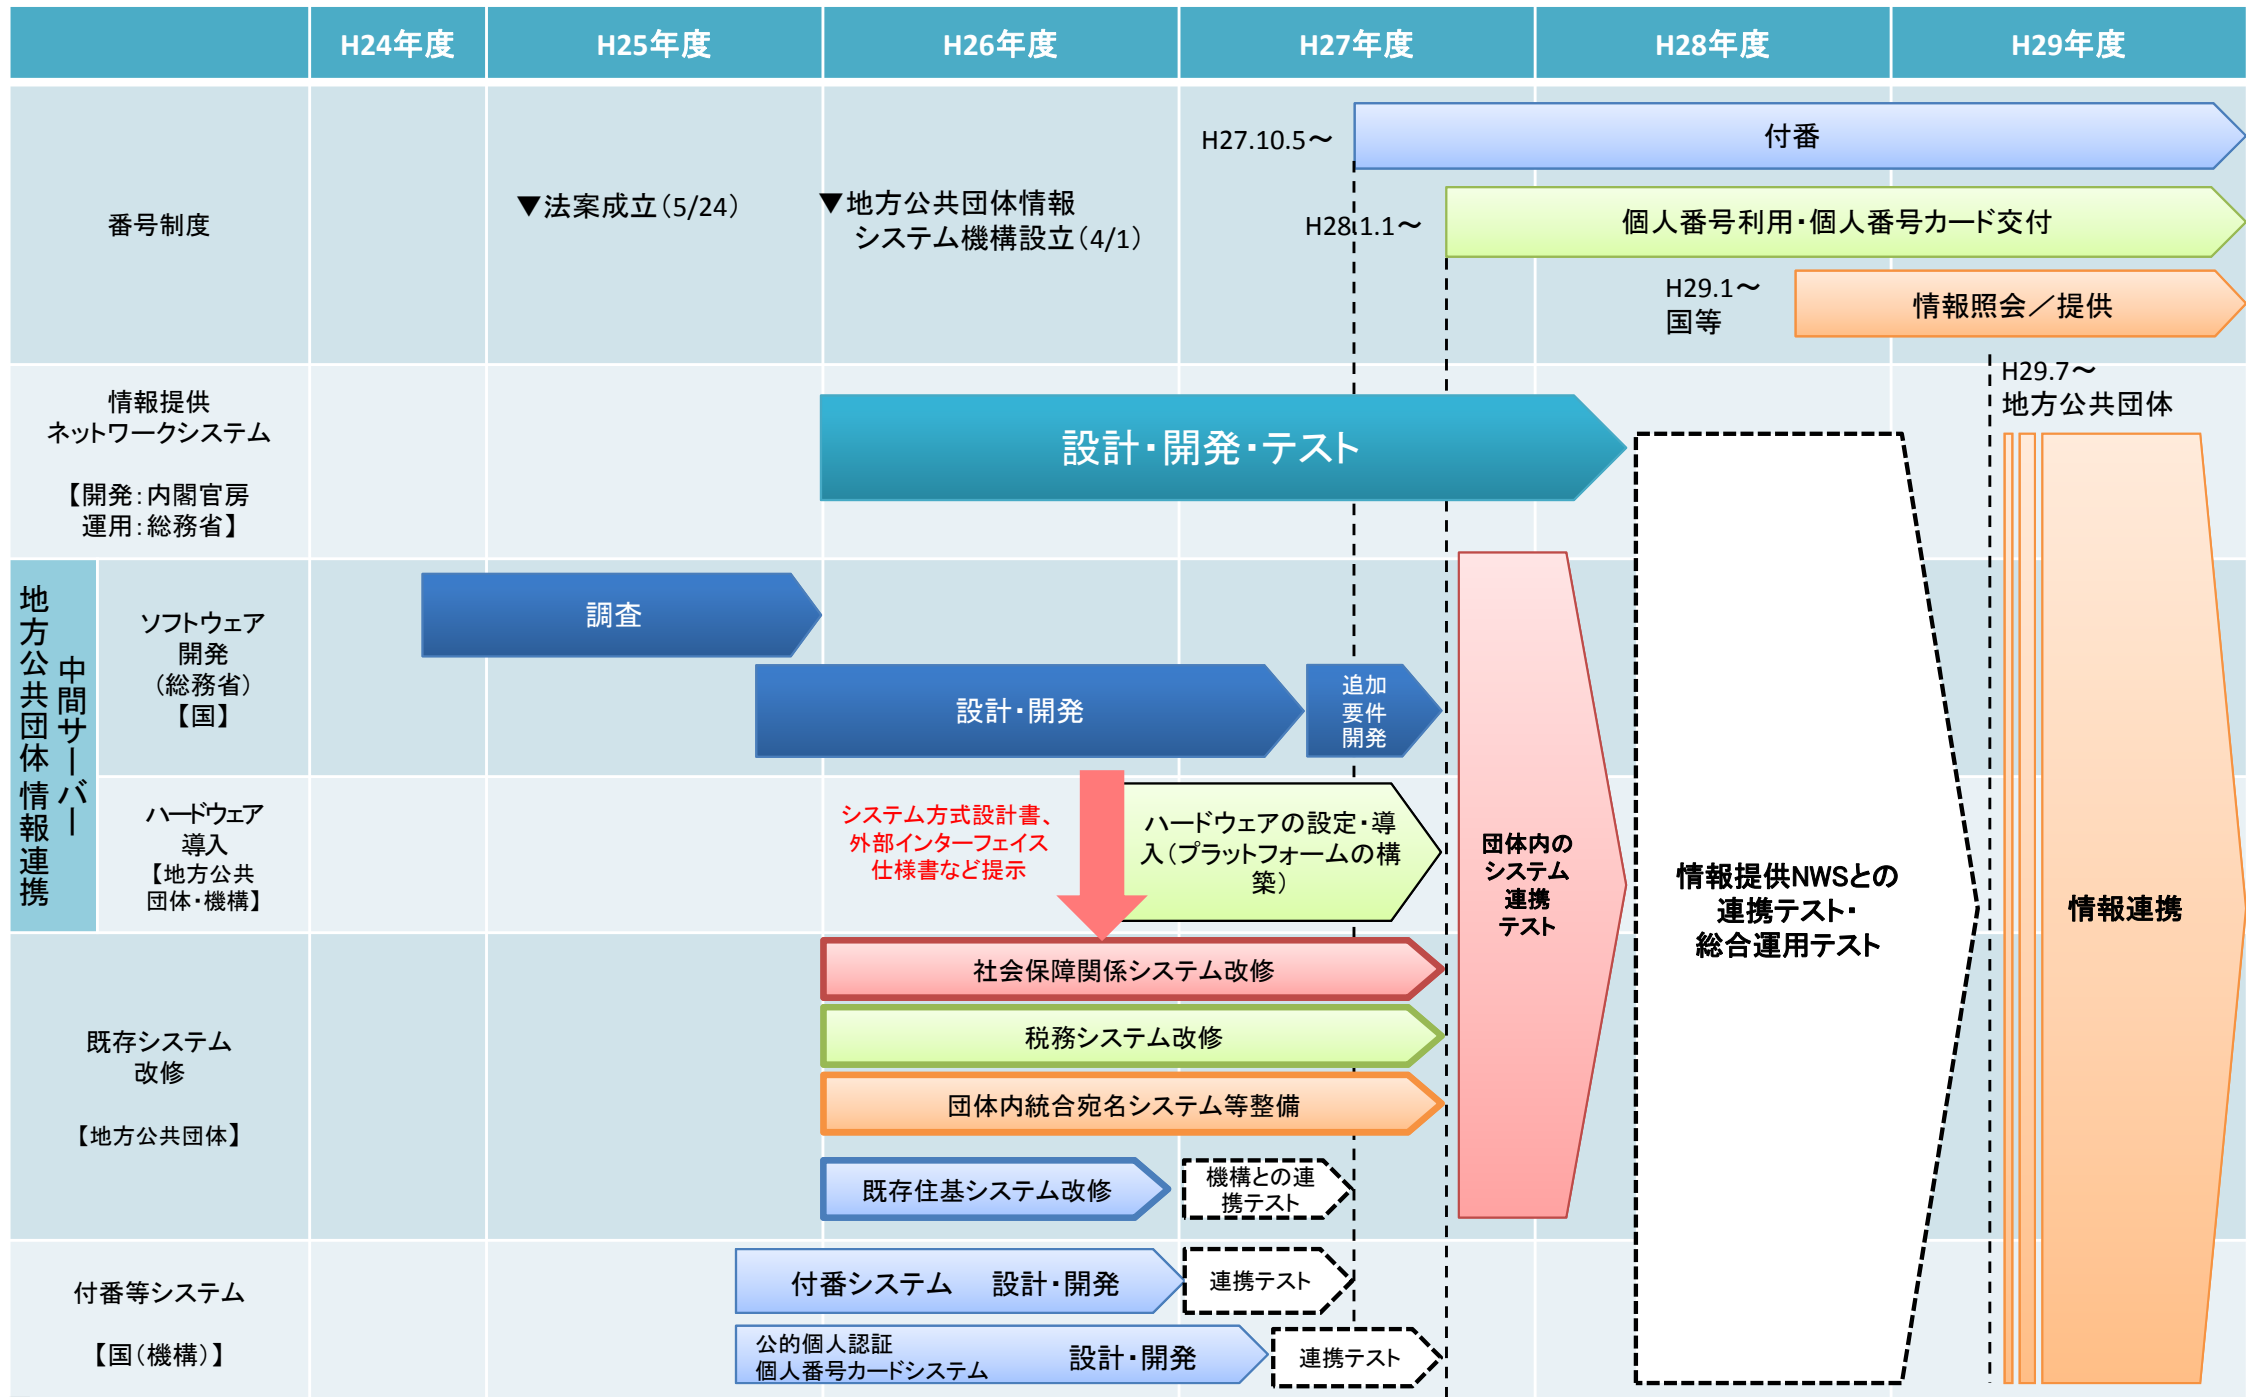 H24年度
H25年度
H26年度
H27年度
H28年度
H29年度
番号制度
▼法案成立（5/24）
▼地方公共団体情報
システム機構設立（4/1）
H27.10.5～
付番
H28.1.1～
個人番号利用・個人番号カード交付
H29.1～
国等
情報照会／提供
H29.7～
地方公共団体
情報提供
ネットワークシステム
【開発：内閣官房
運用：総務省】
設計・開発・テスト
地方公共団体情報連携
中間サーバー
ソフトウェア
開発
（総務省）
【国】
調査
設計・開発
追加
要件
開発
ハードウェア
導入
【地方公共
団体・機構】
システム方式設計書、
外部インターフェイス
仕様書など提示
ハードウェアの設定・導
入（プラットフォームの構
築）
団体内の
システム
連携
テスト
情報提供NWSとの
連携テスト・
総合運用テスト
情報連携
既存システム
改修
【地方公共団体】
社会保障関係システム改修
税務システム改修
団体内統合宛名システム等整備
既存住基システム改修
機構との連
携テスト
付番等システム
【国（機構）】
付番システム　設計・開発
連携テスト
公的個人認証
個人番号カードシステム
設計・開発
連携テスト